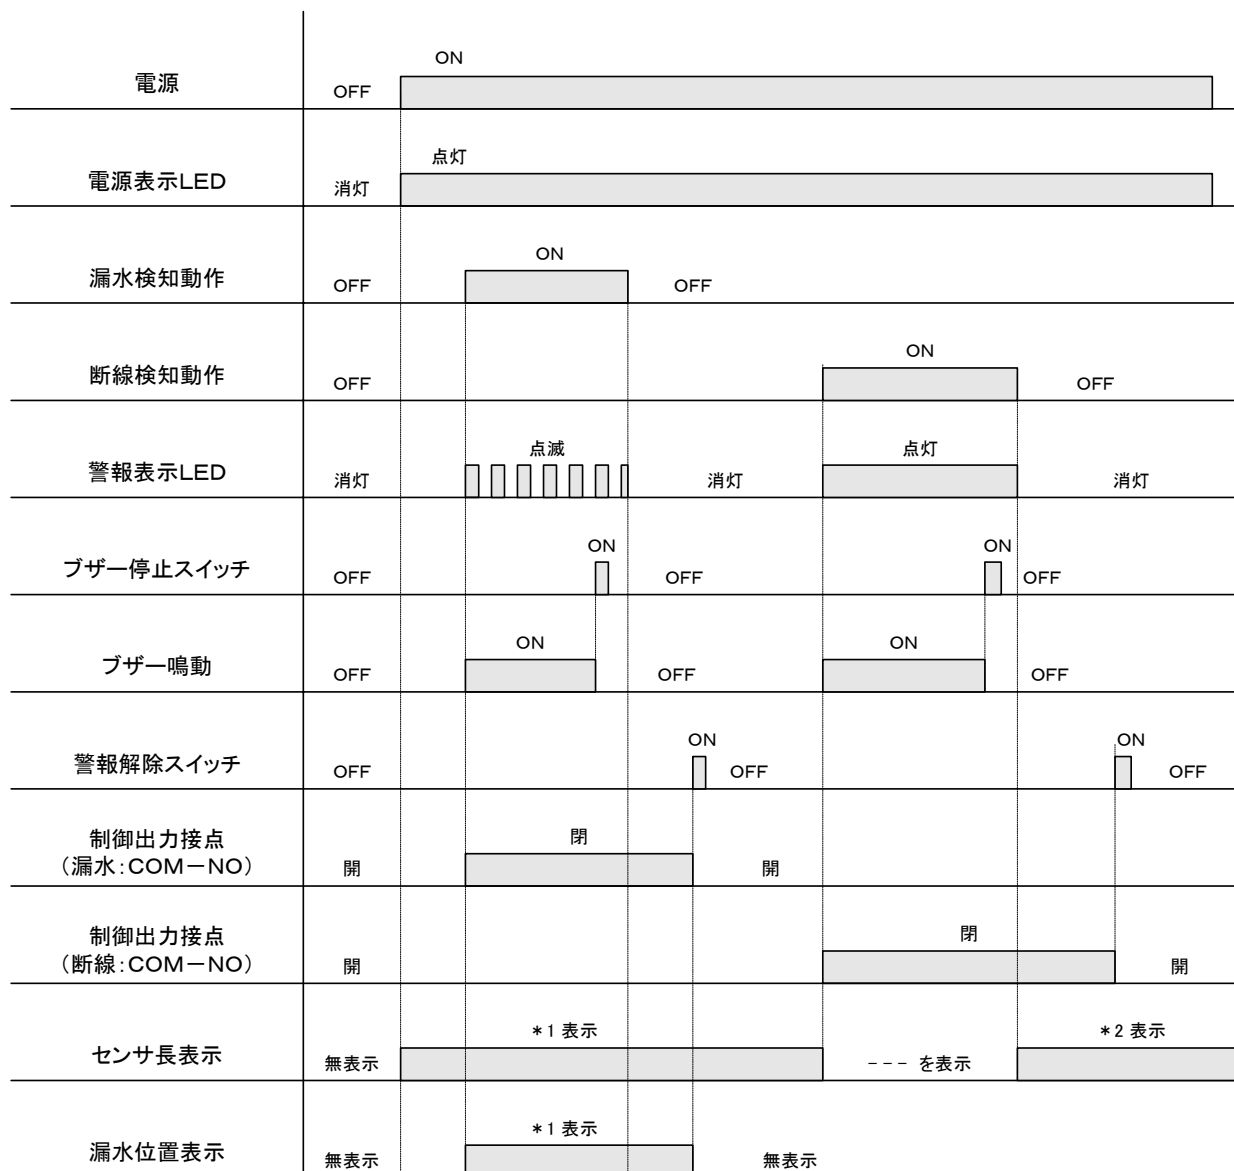 ON
電源
OFF
点灯
電源表示LED
消灯
ON
漏水検知動作
OFF
OFF
ON
断線検知動作
OFF
OFF
点滅
点灯
警報表示LED
消灯
消灯
消灯
ON
ON
ブザー停止スイッチ
OFF
OFF
OFF
ON
ON
ブザー鳴動
OFF
OFF
OFF
ON
ON
警報解除スイッチ
OFF
OFF
OFF
制御出力接点
(漏水:COM-NO)
閉
開
開
制御出力接点
(断線:COM-NO)
閉
開
開
*1 表示
*2 表示
センサ長表示
無表示
--- を表示
*1 表示
漏水位置表示
無表示
無表示